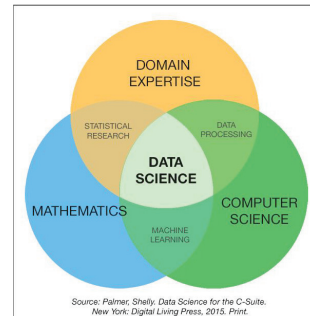 DOMAIN
EXPERTISE
STATISTICAL
RESEARCH
DATA
PROCESSING
DATA
SCIENCE
MATHEMATICS
COMPUTER
SCIENCE
MACHINE
LEARNING
Source: Palmer, Shelly. Data Science for the C-Suite.
New York: Digital Living Press, 2015. Print.